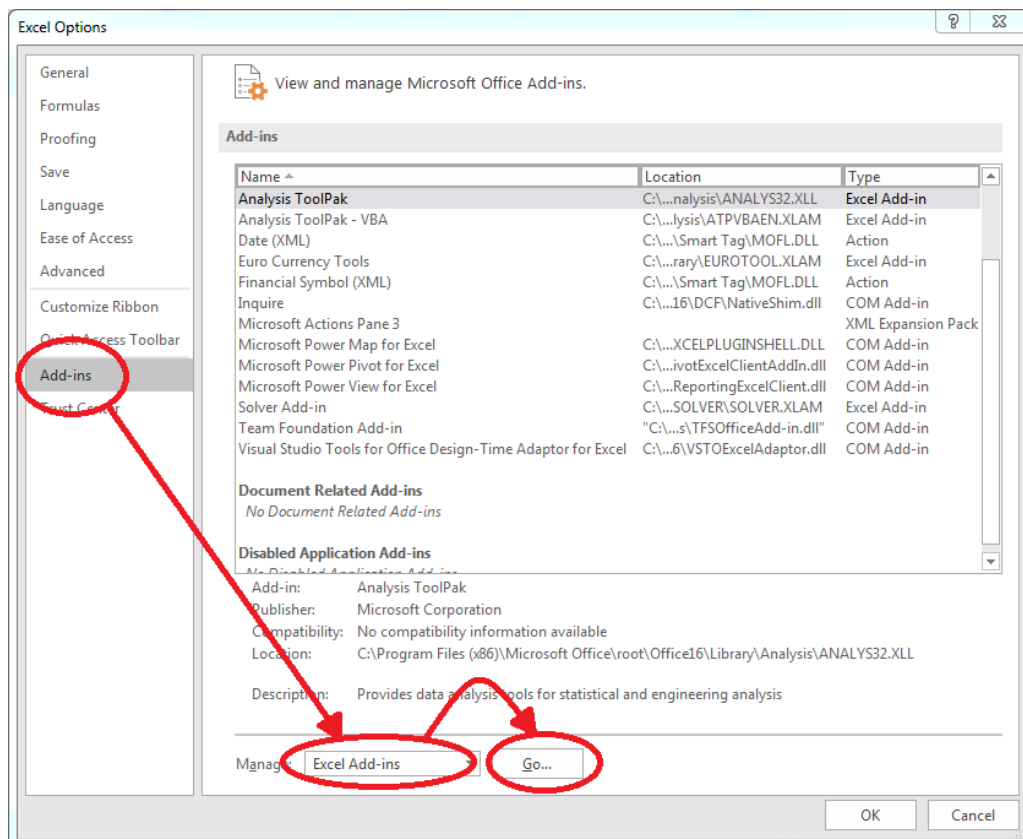 Excel Options
General
Formulas
Proofing
Save
Language
Ease of Access
Advanced
Customize Ribbon
Quick Access Toolbar
Add-ins
Trust Center
View and manage Microsoft Office Add-ins.
Add-ins
Name Location Type
Analysis ToolPak C:\...nalysis\ANALYS32.XLL Excel Add-in
Analysis ToolPak - VBA C:\...lysis\ATPVBAEN.XLAM Excel Add-in
Date (XML) C:\...\Smart Tag\MOFL.DLL Action
Euro Currency Tools C:\...rary\EUROTOOL.XLAM Excel Add-in
Financial Symbol (XML) C:\...\Smart Tag\MOFL.DLL Action
Inquire C:\...16\DCF\NativeShim.dll COM Add-in
Microsoft Actions Pane 3 XML Expansion Pack
Microsoft Power Map for Excel C:\...XCELPLUGINSHELL.DLL COM Add-in
Microsoft Power Pivot for Excel C:\...ivotExcelClientAddIn.dll COM Add-in
Microsoft Power View for Excel C:\...ReportingExcelClient.dll COM Add-in
Solver Add-in C:\...SOLVER\SOLVER.XLAM Excel Add-in
Team Foundation Add-in "C:\...s\TFSOfficeAdd-in.dll" COM Add-in
Visual Studio Tools for Office Design-Time Adaptor for Excel C:\...6\VSTOExcelAdaptor.dll COM Add-in
Document Related Add-ins
No Document Related Add-ins
Disabled Application Add-ins
No Disabled Application Add-ins
Add-in: Analysis ToolPak
Publisher: Microsoft Corporation
Compatibility: No compatibility information available
Location: C:\Program Files (x86)\Microsoft Office\root\Office16\Library\Analysis\ANALYS32.XLL
Description: Provides data analysis tools for statistical and engineering analysis
Manage: Excel Add-ins Go...
OK Cancel